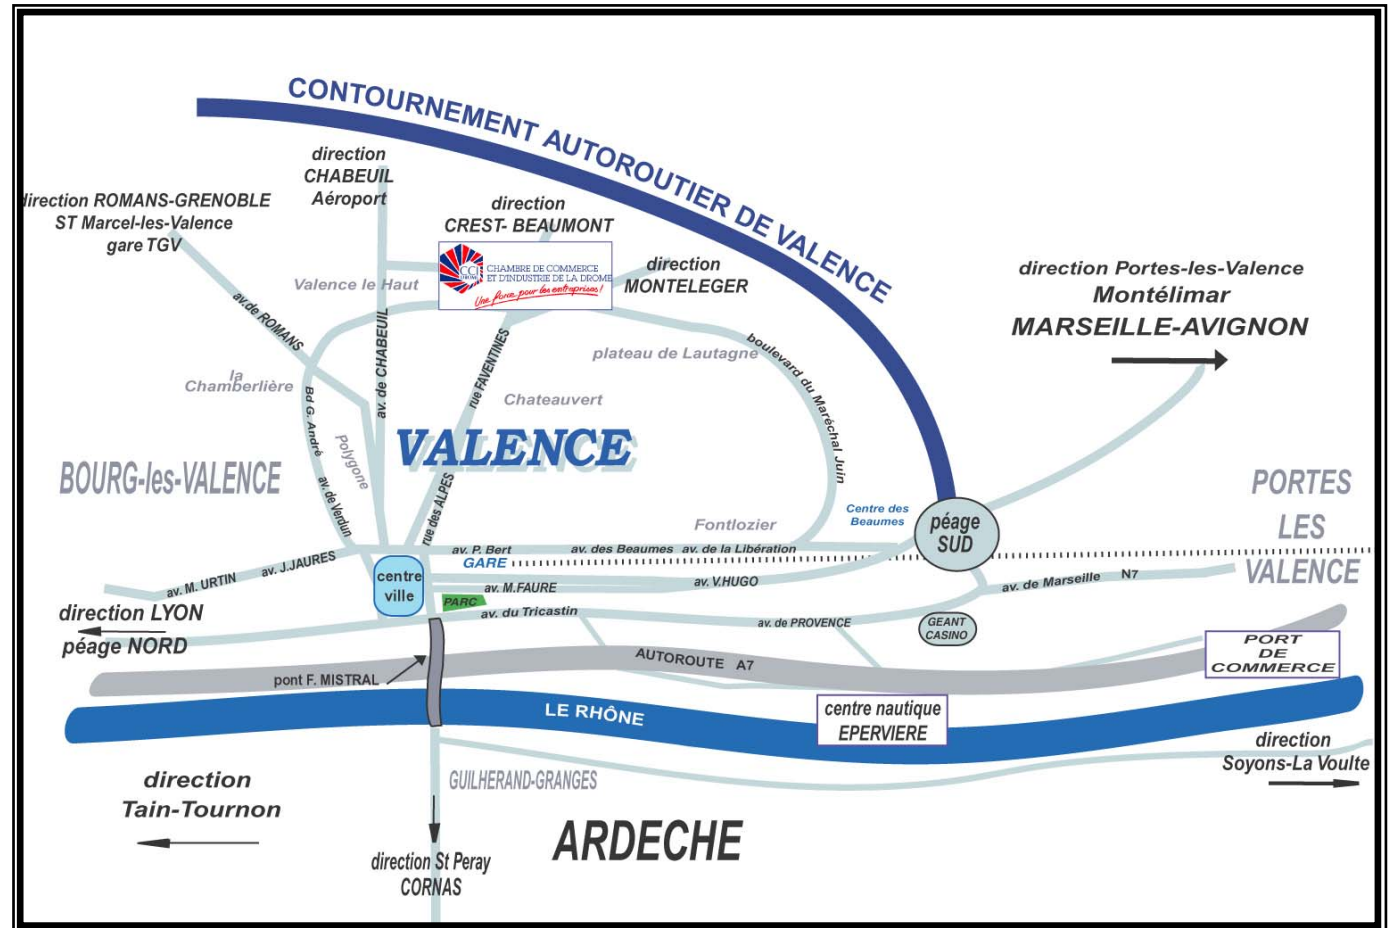 CONTOURNEMENT AUTOROUTIER DE VALENCE
direction
CHABEUIL
Aéroport
direction ROMANS-GRENOBLE
ST Marcel-les-Valence
gare TGV
direction
CREST- BEAUMONT
CCI
DROME
CHAMBRE DE COMMERCE
ET D'INDUSTRIE DE LA DROME
Une force pour les entreprises !
direction
MONTELEGER
direction Portes-les-Valence
Montélimar
MARSEILLE-AVIGNON
Valence le Haut
av.de ROMANS
av. de CHABEUIL
rue FAVENTINES
plateau de Lautagne
boulevard du Maréchal Juin
la
Chamberlière
Bd G. André
Chateauvert
Polygone
VALENCE
BOURG-les-VALENCE
av. de Verdun
rue des ALPES
Fontlozier
Centre des
Beaumes
péage
SUD
PORTES
LES
VALENCE
av. P. Bert
av. des Beaumes
av. de la Libération
GARE
av. M. URTIN
av. J.JAURES
centre
ville
av. M.FAURE
av. V.HUGO
av. de Marseille
N7
PARC
av. du Tricastin
av. de PROVENCE
GEANT
CASINO
direction LYON
péage NORD
PORT
DE
COMMERCE
AUTOROUTE A7
pont F. MISTRAL
LE RHÔNE
centre nautique
EPERVIERE
direction
Soyons-La Voulte
direction
Tain-Tournon
GUILHERAND-GRANGES
ARDECHE
direction St Peray
CORNAS